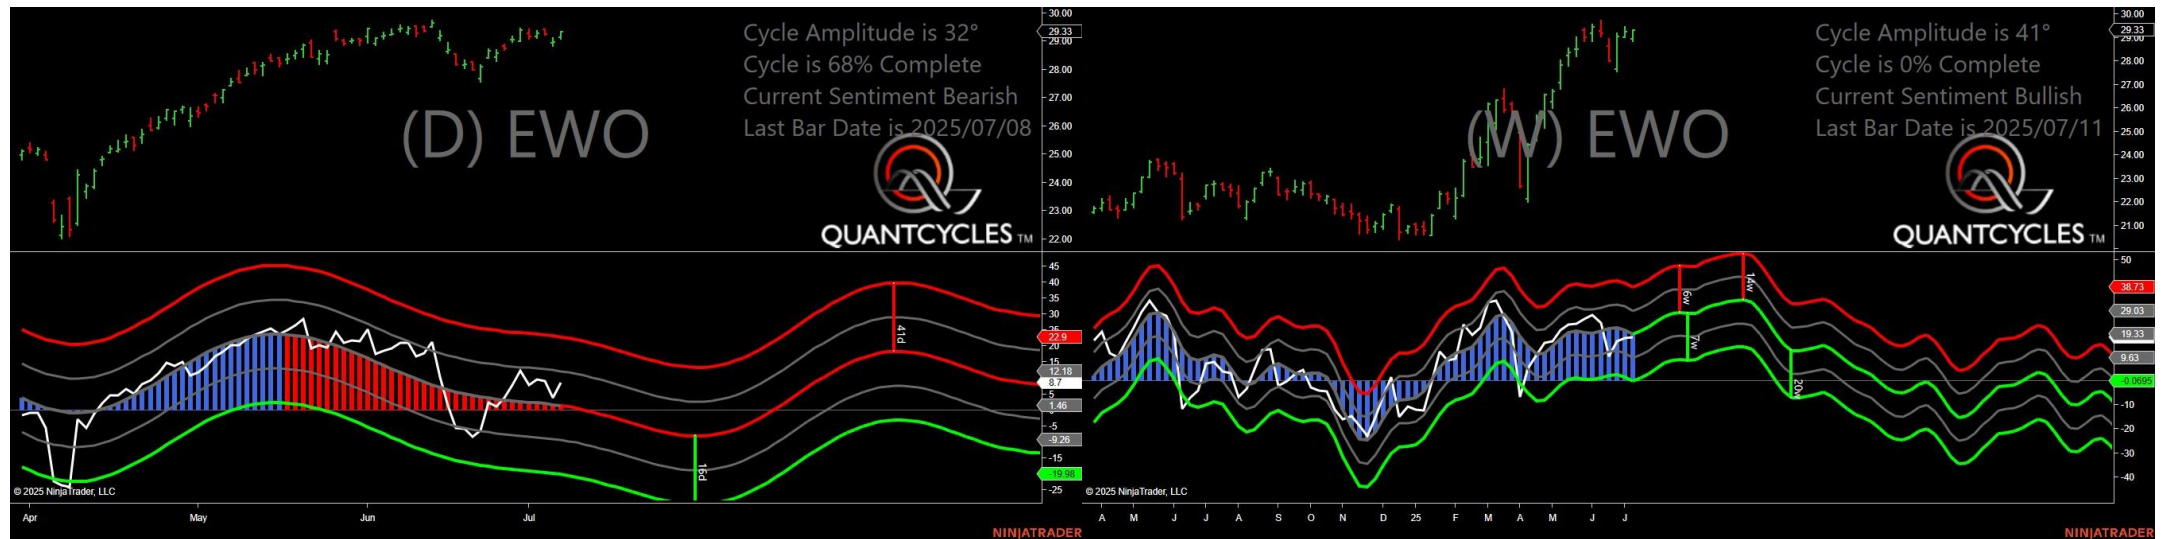 Cycle Amplitude is 32°
Cycle is 68% Complete
Current Sentiment Bearish
Last Bar Date is 2025/07/08
(D) EWO
QUANTCYCLES TM
30.00
29.33
29.00
28.00
27.00
26.00
25.00
24.00
23.00
22.00
45
40
35
30
25
22.9
20
15
12.18
8.7
5
1.46
-5
-9.26
-15
-19.98
-25
41d
16d
© 2025 NinjaTrader, LLC
Apr May Jun Jul
NINJATRADER
Cycle Amplitude is 41°
Cycle is 0% Complete
Current Sentiment Bullish
Last Bar Date is 2025/07/11
(W) EWO
QUANTCYCLES TM
30.00
29.33
29.00
28.00
27.00
26.00
25.00
24.00
23.00
22.00
21.00
50
38.73
29.03
19.33
9.63
-0.0695
-10
-20
-30
-40
6w
7w
14w
20w
© 2025 NinjaTrader, LLC
A M J J A S O N D 25 F M A M J J
NINJATRADER